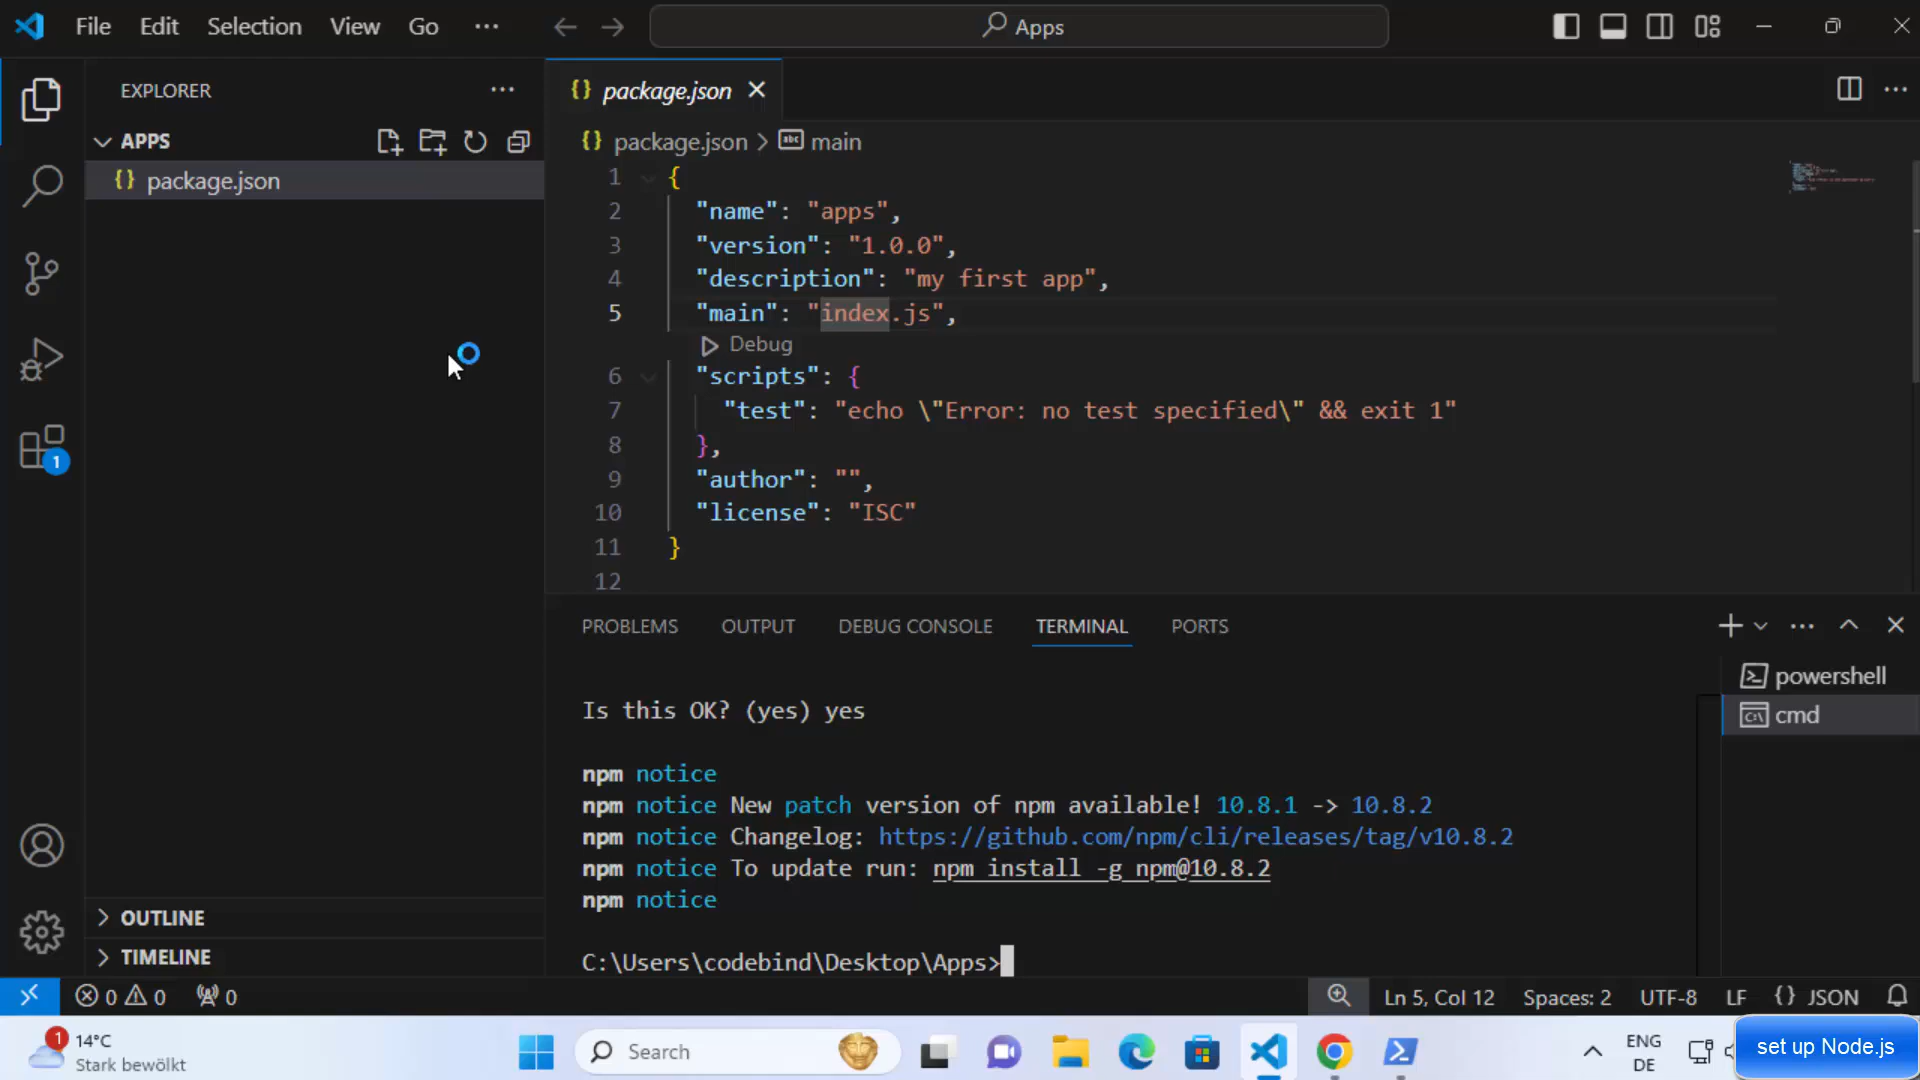 File Edit Selection View Go ···
Apps
EXPLORER
APPS
package.json
{} package.json
{} package.json > main
1 {
2 "name": "apps",
3 "version": "1.0.0",
4 "description": "my first app",
5 "main": "index.js",
Debug
6 "scripts": {
7 "test": "echo \"Error: no test specified\" && exit 1"
8 },
9 "author": "",
10 "license": "ISC"
11 }
12
PROBLEMS OUTPUT DEBUG CONSOLE TERMINAL PORTS
powershell
cmd
Is this OK? (yes) yes
npm notice
npm notice New patch version of npm available! 10.8.1 -> 10.8.2
npm notice Changelog: https://github.com/npm/cli/releases/tag/v10.8.2
npm notice To update run: npm install -g npm@10.8.2
npm notice
C:\Users\codebind\Desktop\Apps>
1
OUTLINE
TIMELINE
0 0 0
Ln 5, Col 12 Spaces: 2 UTF-8 LF {} JSON
1
14°C
Stark bewölkt
Search
ENG
DE
set up Node.js